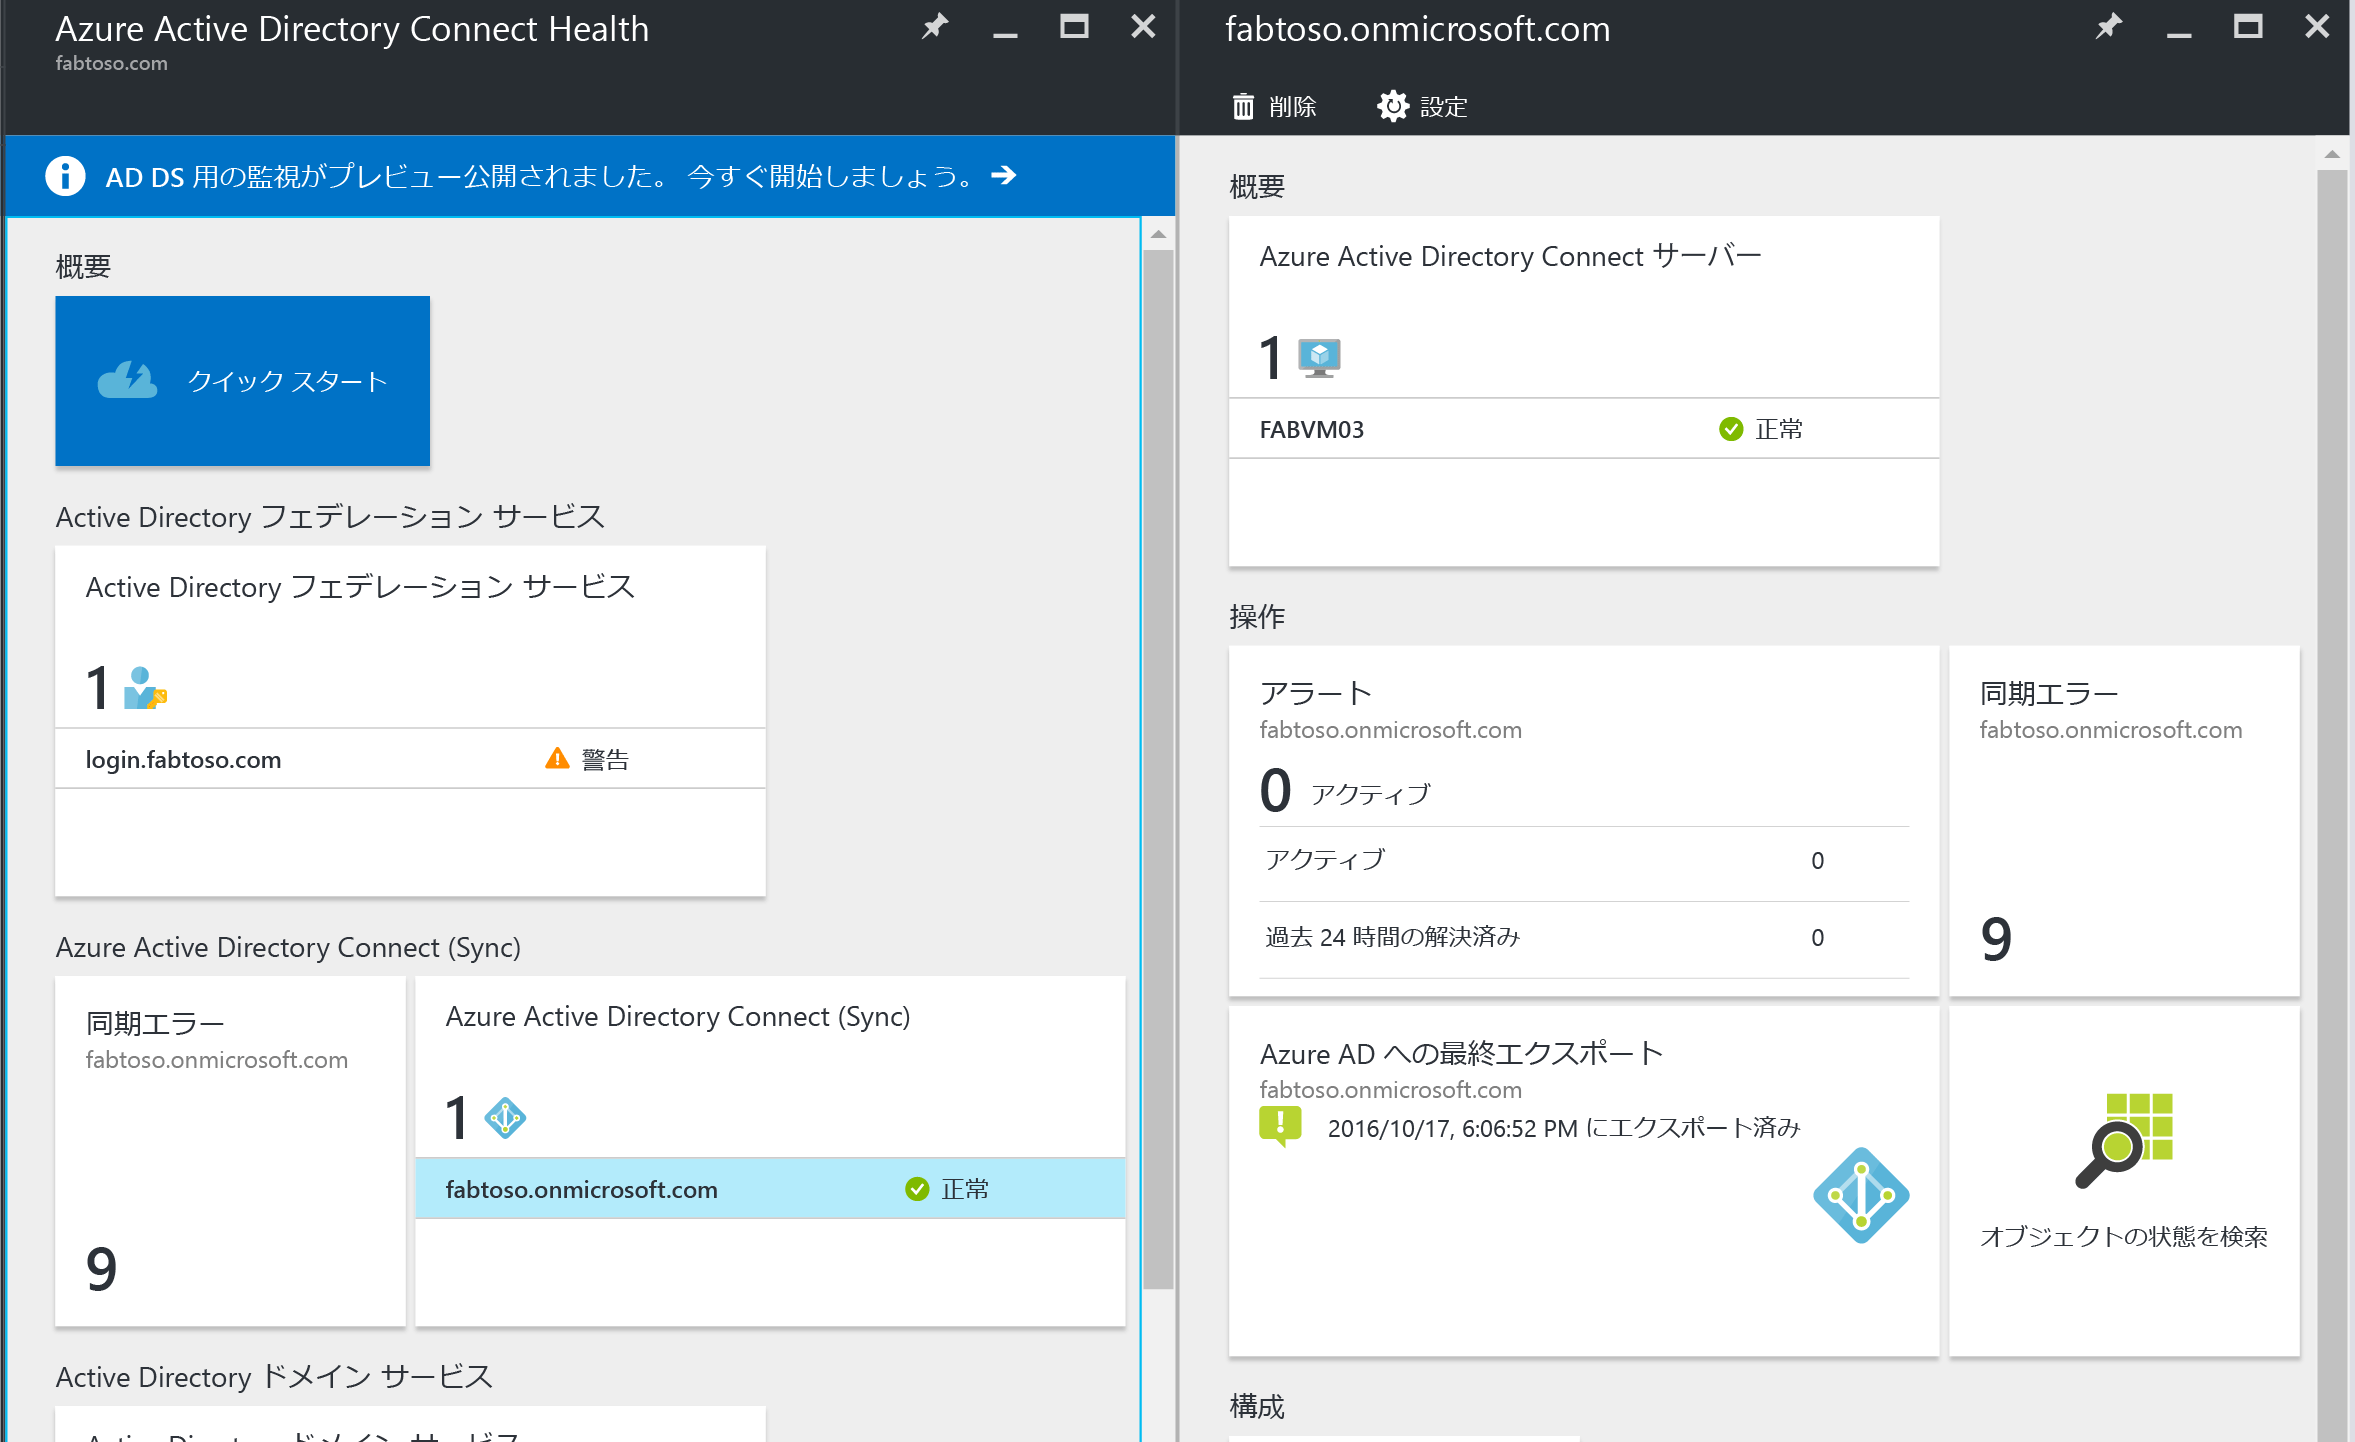 Azure Active Directory Connect Health
fabtoso.com
AD DS 用の監視がプレビュー公開されました。 今すぐ開始しましょう。
概要
クイック スタート
Active Directory フェデレーション サービス
Active Directory フェデレーション サービス
1
login.fabtoso.com 警告
Azure Active Directory Connect (Sync)
同期エラー
fabtoso.onmicrosoft.com
9
Azure Active Directory Connect (Sync)
1
fabtoso.onmicrosoft.com 正常
Active Directory ドメイン サービス
Active Directory ドメイン サービス
fabtoso.onmicrosoft.com
削除 設定
概要
Azure Active Directory Connect サーバー
1
FABVM03 正常
操作
アラート
fabtoso.onmicrosoft.com
0 アクティブ
アクティブ 0
過去 24 時間の解決済み 0
同期エラー
fabtoso.onmicrosoft.com
9
Azure AD への最終エクスポート
fabtoso.onmicrosoft.com
2016/10/17, 6:06:52 PM にエクスポート済み
オブジェクトの状態を検索
構成